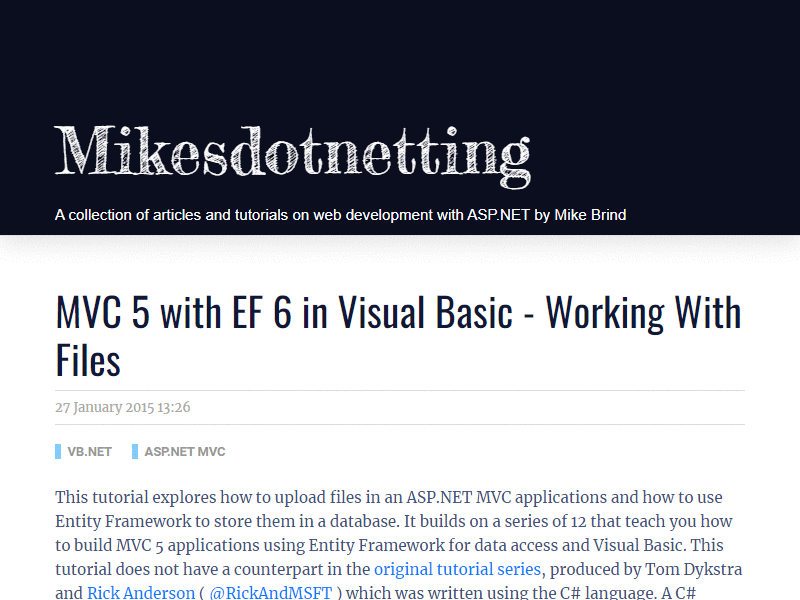 Mikesdotnetting
A collection of articles and tutorials on web development with ASP.NET by Mike Brind
MVC 5 with EF 6 in Visual Basic - Working With
Files
27 January 2015 13:26
VB.NET ASP.NET MVC
This tutorial explores how to upload files in an ASP.NET MVC applications and how to use
Entity Framework to store them in a database. It builds on a series of 12 that teach you how
to build MVC 5 applications using Entity Framework for data access and Visual Basic. This
tutorial does not have a counterpart in the original tutorial series, produced by Tom Dykstra
and Rick Anderson ( @RickAndMSFT ) which was written using the C# language. A C#